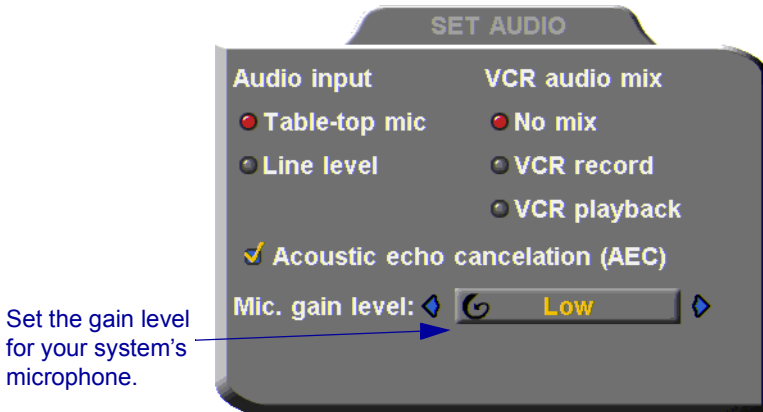 SET AUDIO
Audio input
VCR audio mix
Table-top mic
No mix
Line level
VCR record
VCR playback
Acoustic echo cancelation (AEC)
Mic. gain level:
Low
Set the gain level
for your system's
microphone.